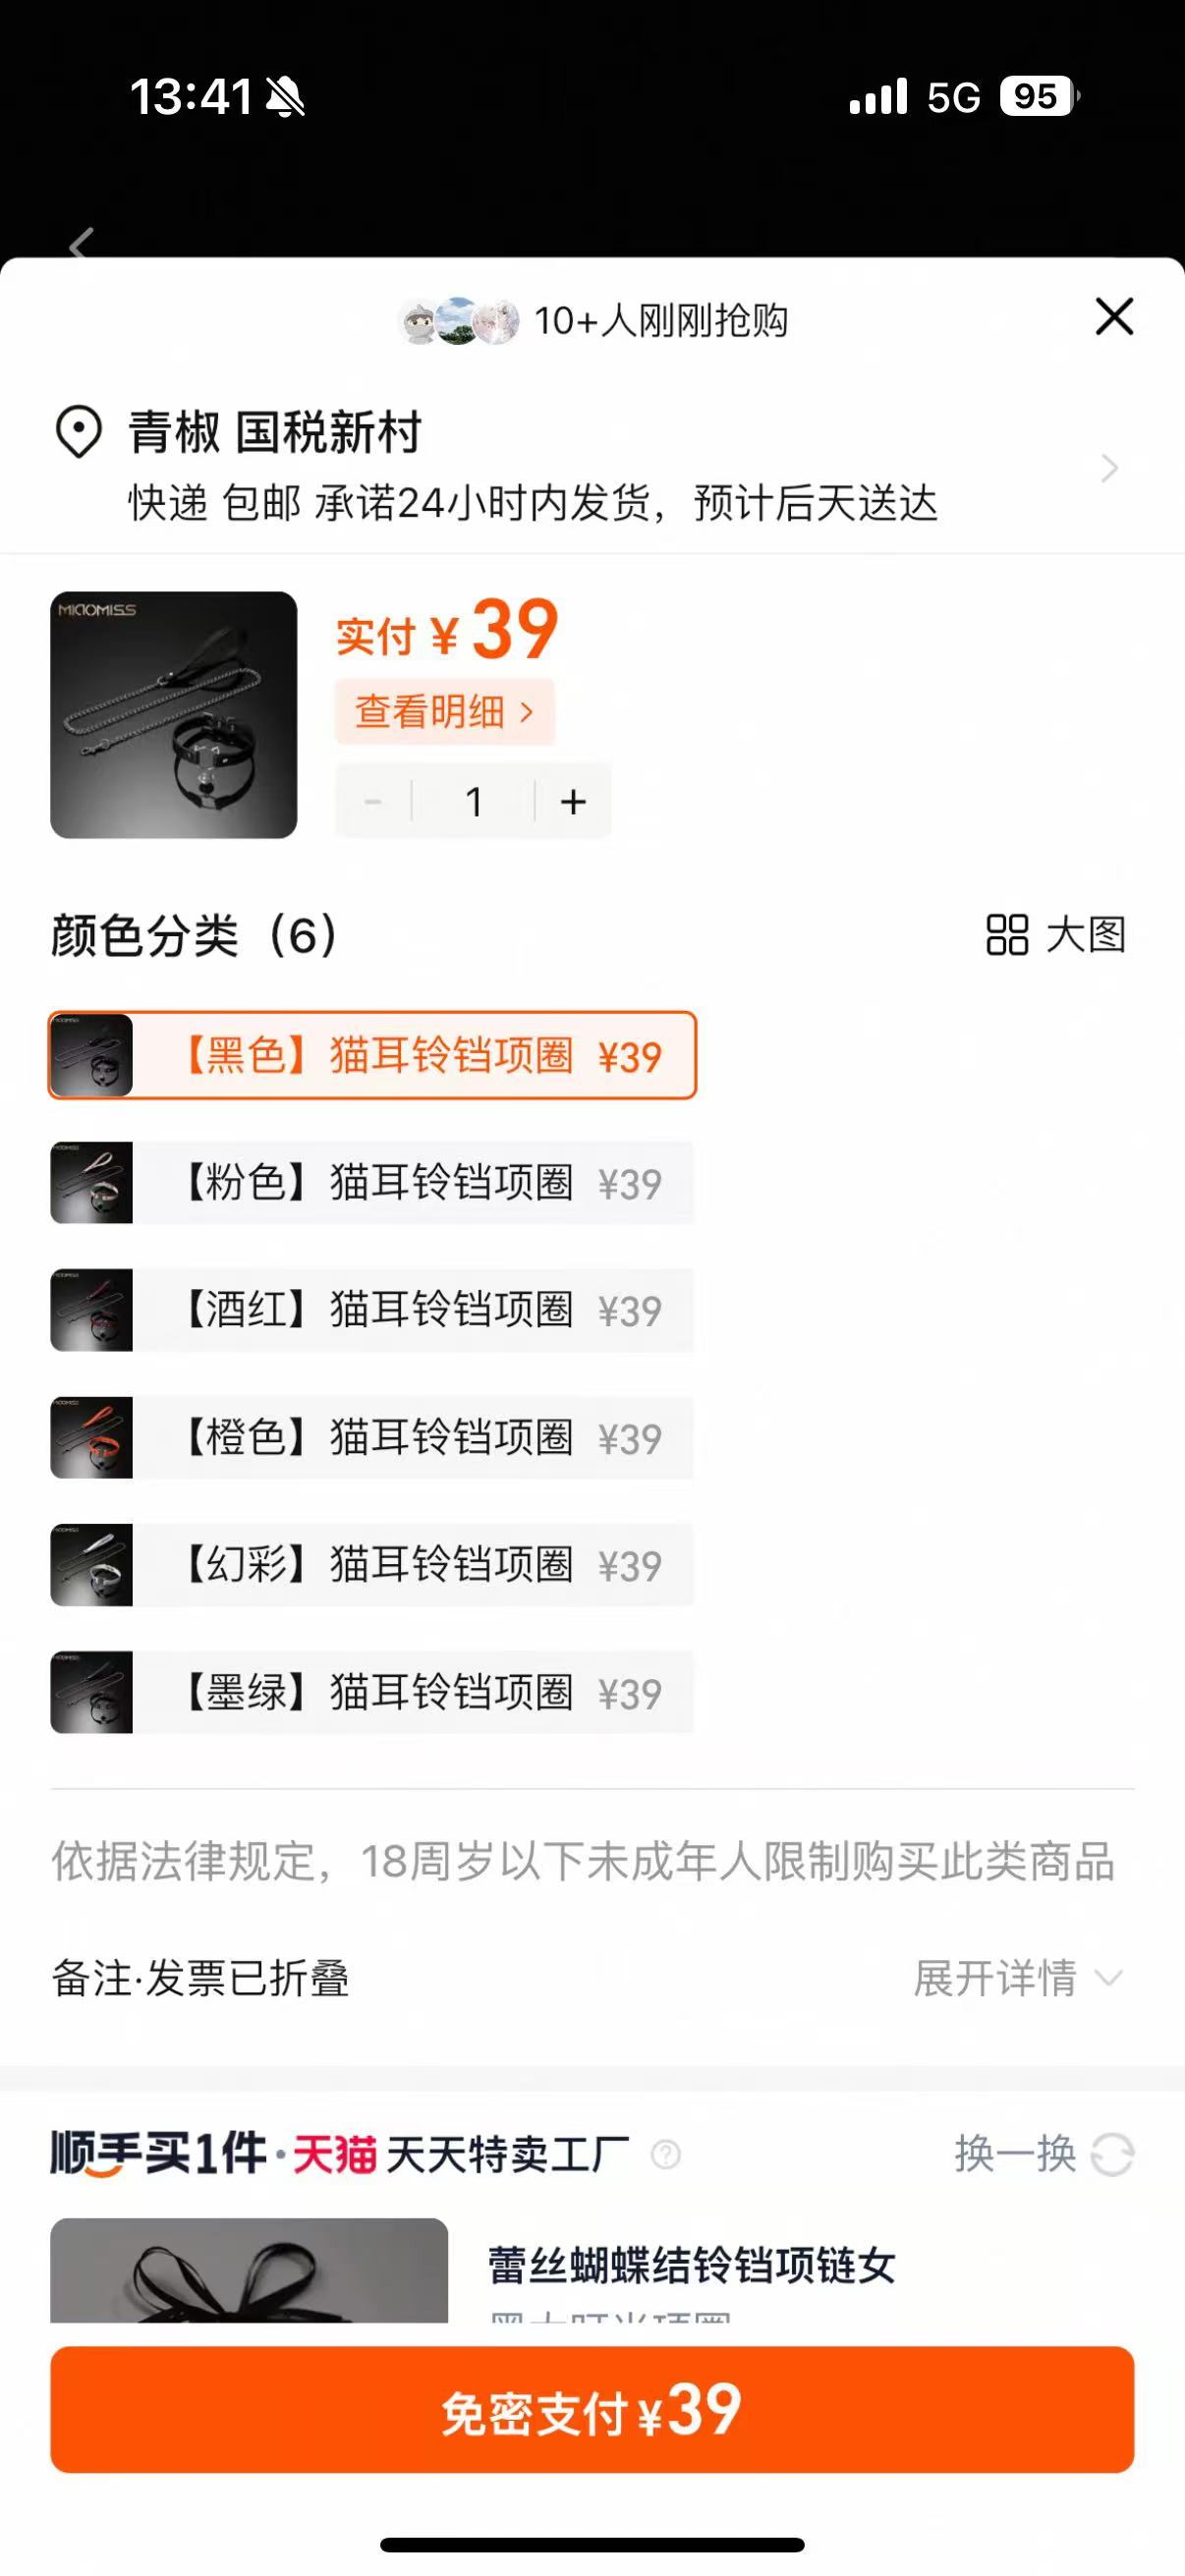 13:41
5G 95
10+人刚刚抢购
青椒 国税新村
快递 包邮 承诺24小时内发货，预计后天送达
MIAOMISS
实付 ¥ 39
查看明细 >
- 1 +
颜色分类（6）
大图
【黑色】猫耳铃铛项圈 ¥39
【粉色】猫耳铃铛项圈 ¥39
【酒红】猫耳铃铛项圈 ¥39
【橙色】猫耳铃铛项圈 ¥39
【幻彩】猫耳铃铛项圈 ¥39
【墨绿】猫耳铃铛项圈 ¥39
依据法律规定，18周岁以下未成年人限制购买此类商品
备注·发票已折叠
展开详情
顺手买1件·天猫天天特卖工厂 ?
换一换
蕾丝蝴蝶结铃铛项链女
免密支付¥39